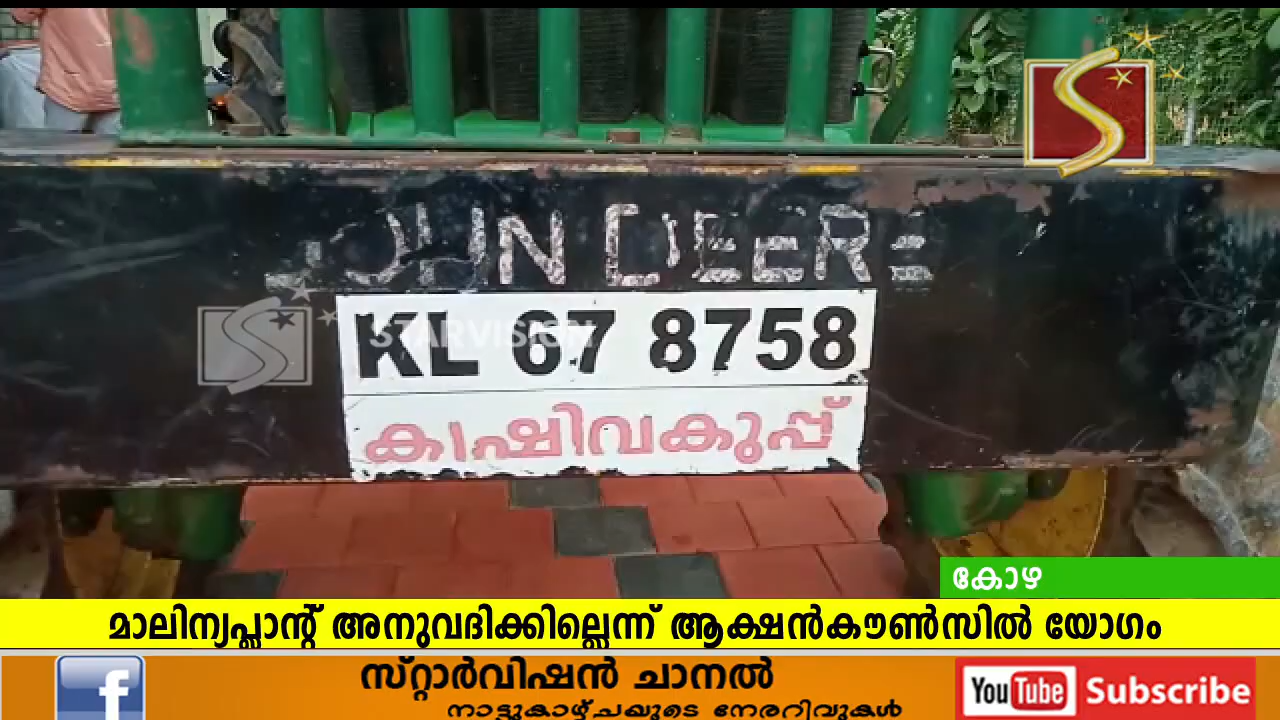 JOHN DEERE
STARVISION
KL 67 8758
കൃഷിവകുപ്പ്
കോഴ
മാലിന്യപ്ലാന്റ് അനുവദിക്കില്ലെന്ന് ആക്ഷൻകൗൺസിൽ യോഗം
സ്റ്റാർവിഷൻ ചാനൽ
നാട്ടുകാഴ്ചയുടെ നേരറിവുകൾ
f
YouTube Subscribe